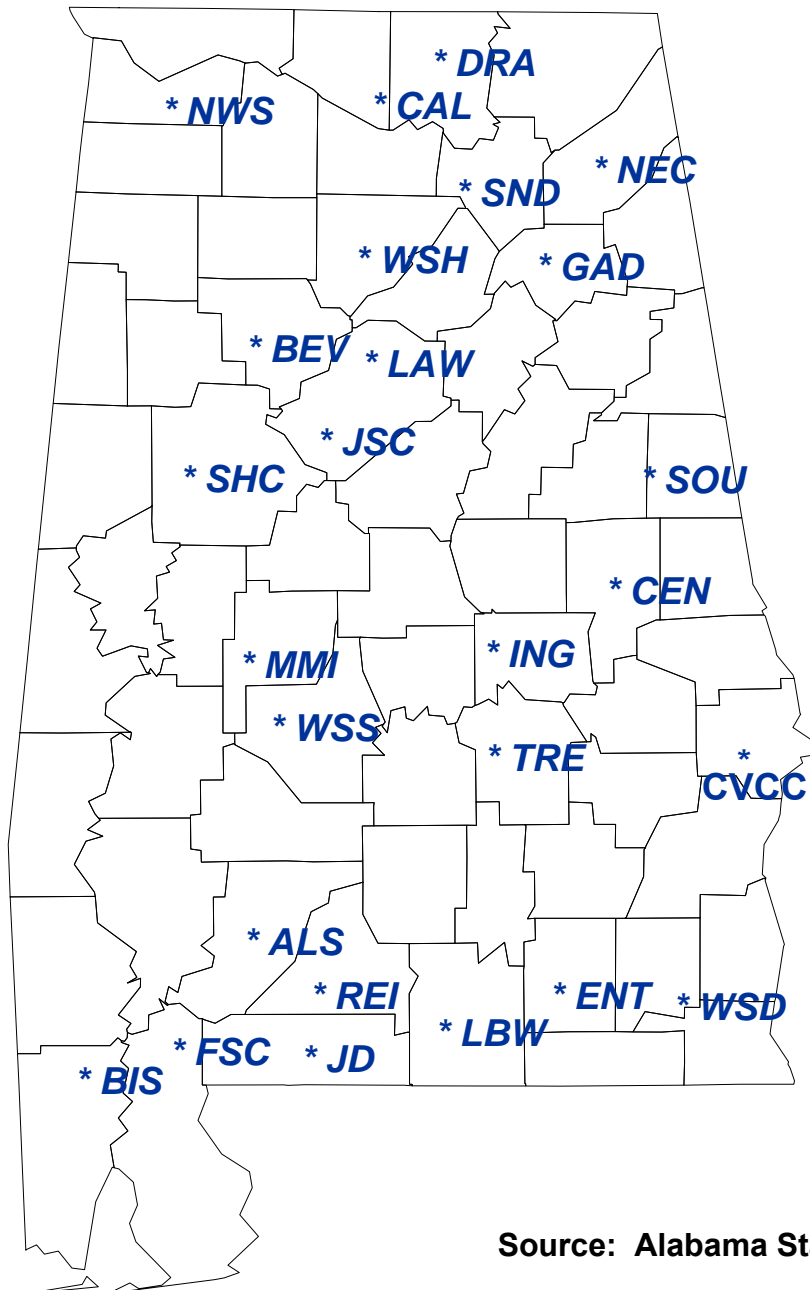 * DRA
* NWS
* CAL
* NEC
* SND
* WSH
* GAD
* BEV
* LAW
* JSC
* SHC
* SOU
* CEN
* ING
* MMI
* WSS
* TRE
*
CVCC
* ALS
* REI
* ENT
* WSD
* LBW
* FSC
* JD
* BIS
Source: Alabama